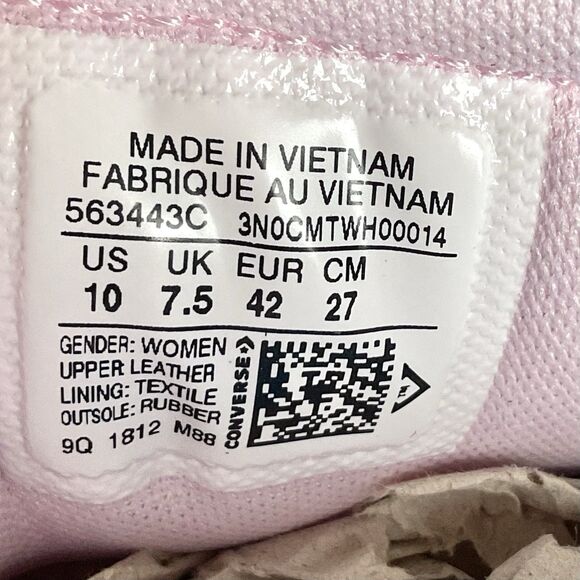 MADE IN VIETNAM
FABRIQUE AU VIETNAM
563443C 3N0CMTWH00014
US UK EUR CM
10 7.5 42 27
GENDER: WOMEN
UPPER: LEATHER
LINING: TEXTILE
OUTSOLE: RUBBER
9Q 1812 M88
CONVERSE
TM